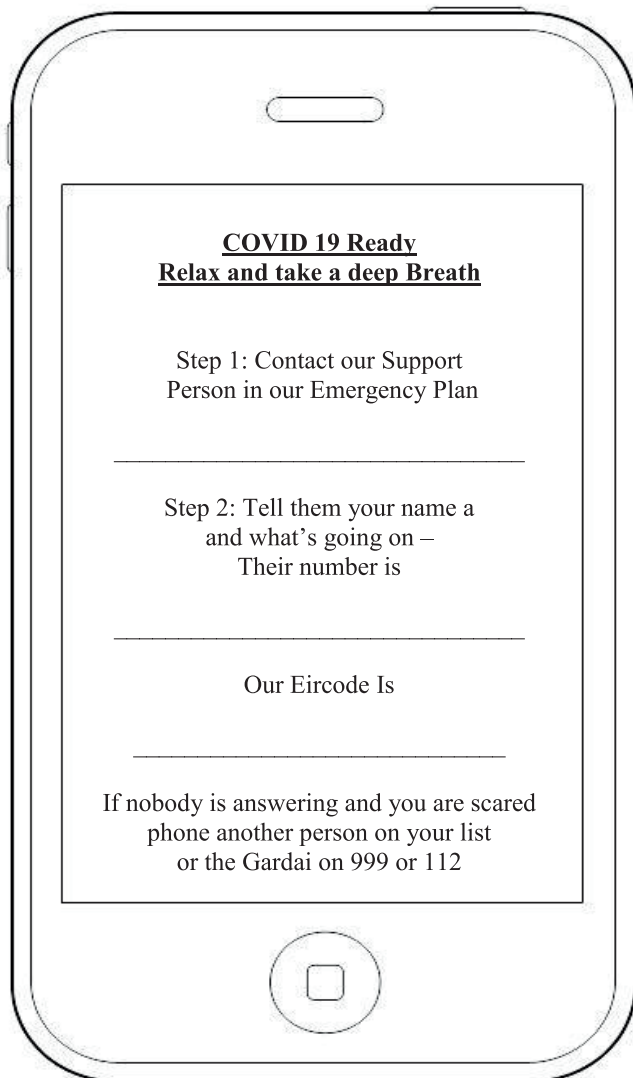 COVID 19 Ready
Relax and take a deep Breath
Step 1: Contact our Support
Person in our Emergency Plan
Step 2: Tell them your name a
and what’s going on –
Their number is
Our Eircode Is
If nobody is answering and you are scared
phone another person on your list
or the Gardai on 999 or 112